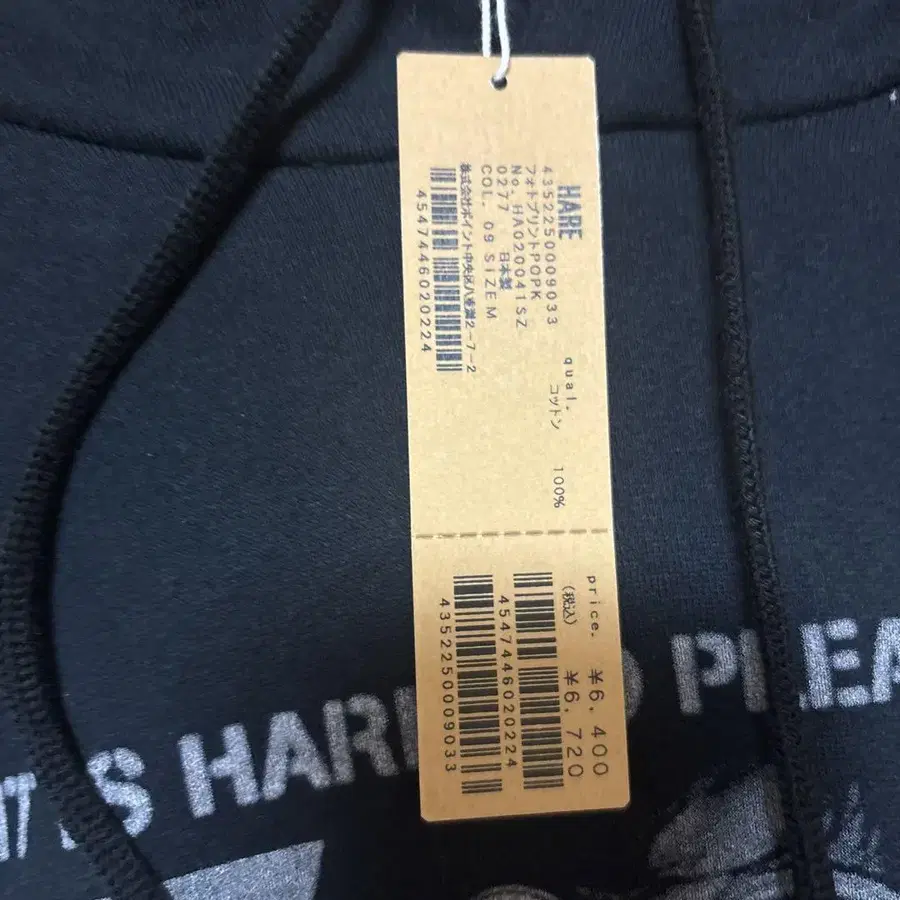 HARE
4352250009033
フォトプリントPOPK
No, HA020041SZ
0277 日本製
COL. 09 SIZE M
株式会社ポイント中央区八重洲2-7-2
4547446020224
qual.
コットン 100%
price. ¥6,400
(税込) ¥6,720
4547446020224
4352250009033
IS HARD PLEA